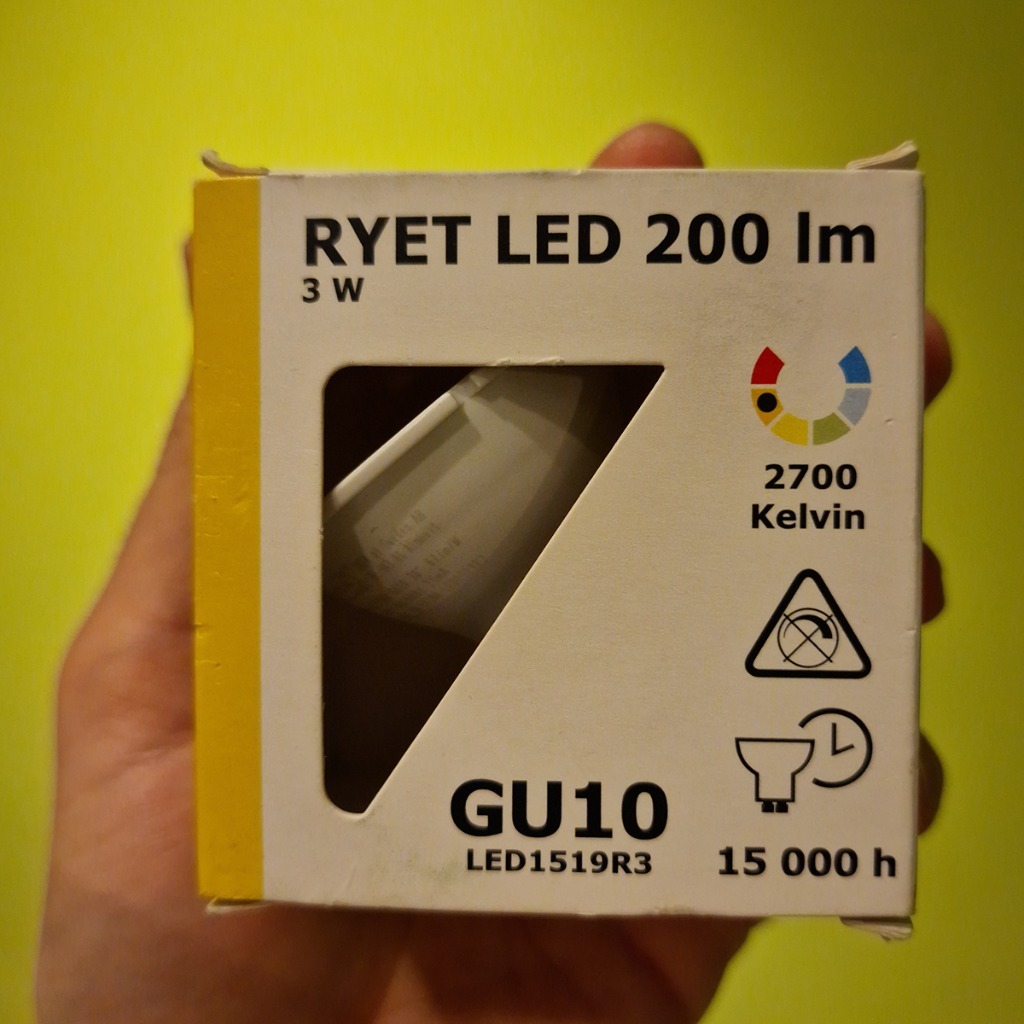 RYET LED 200 lm
3 W
2700
Kelvin
GU10
LED1519R3
15 000 h